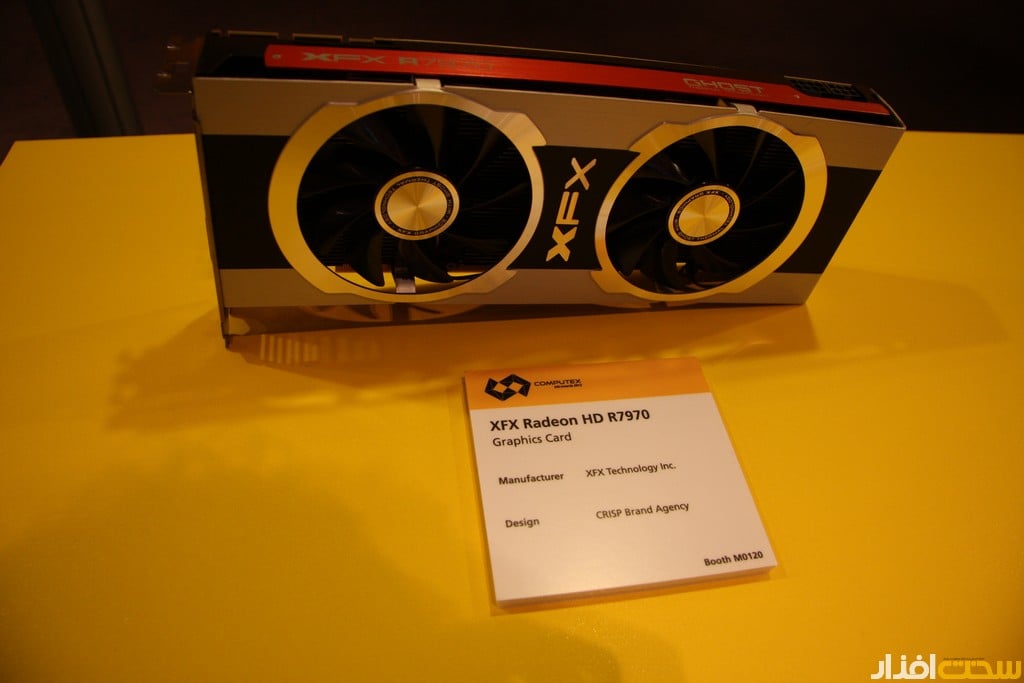 XFX
GHOST
XFX
COMPUTEX
XFX Radeon HD R7970
Graphics Card
Manufacturer XFX Technology Inc.
Design CRISP Brand Agency
Booth M0120
سخت‌افزار